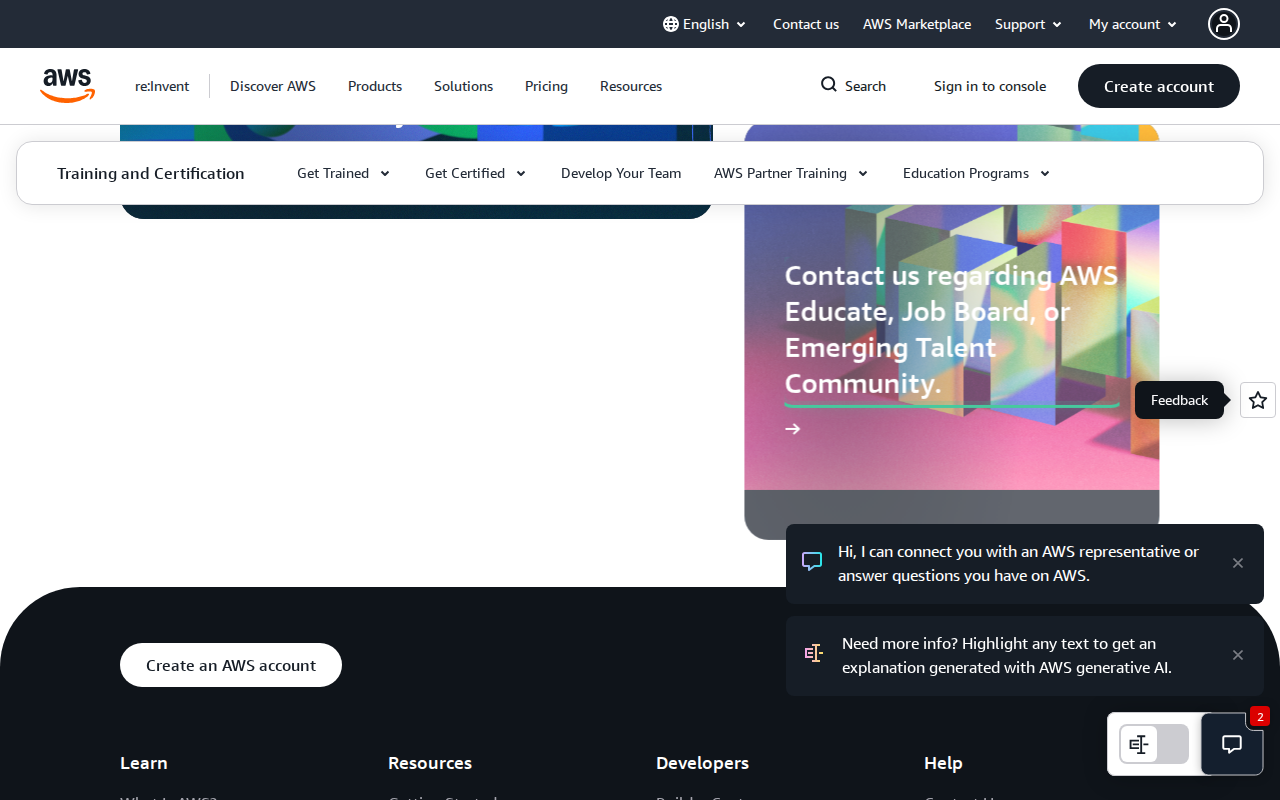 English
Contact us
AWS Marketplace
Support
My account
aws
re:Invent
Discover AWS
Products
Solutions
Pricing
Resources
Search
Sign in to console
Create account
Training and Certification
Get Trained
Get Certified
Develop Your Team
AWS Partner Training
Education Programs
Contact us regarding AWS
Educate, Job Board, or
Emerging Talent
Community.
Feedback
Hi, I can connect you with an AWS representative or
answer questions you have on AWS.
Need more info? Highlight any text to get an
explanation generated with AWS generative AI.
Create an AWS account
2
Learn
Resources
Developers
Help